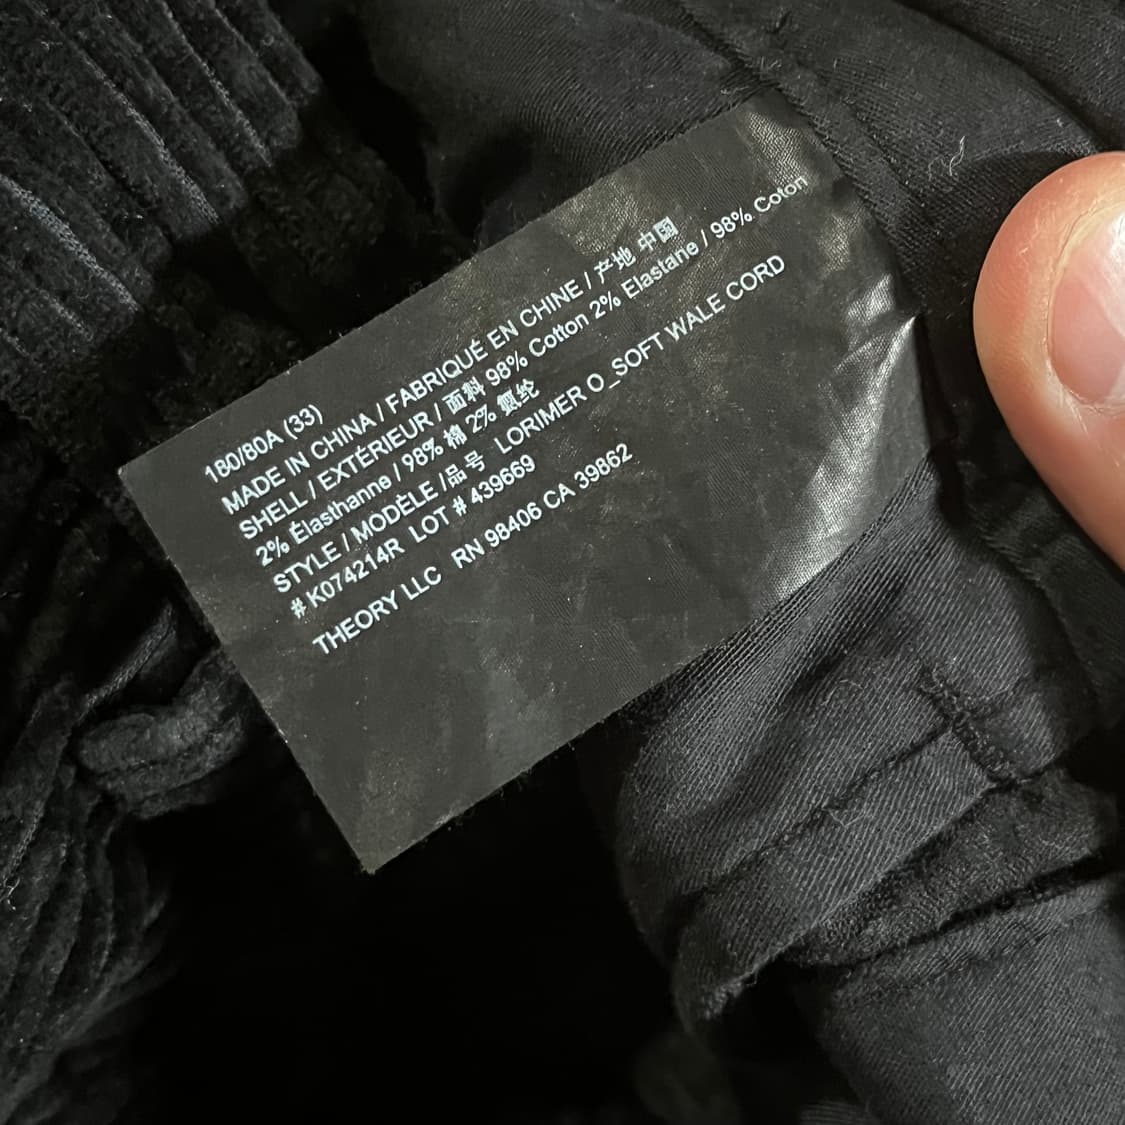 180/80A (33)
MADE IN CHINA / FABRIQUÉ EN CHINE / 产地 中国
SHELL / EXTÉRIEUR / 面料 98% Cotton 2% Elastane / 98% Coton
2% Élasthanne / 98% 棉 2% 氨纶
STYLE / MODÈLE /品号 LORIMER O_SOFT WALE CORD
# K074214R LOT # 439669
THEORY LLC RN 98406 CA 39862